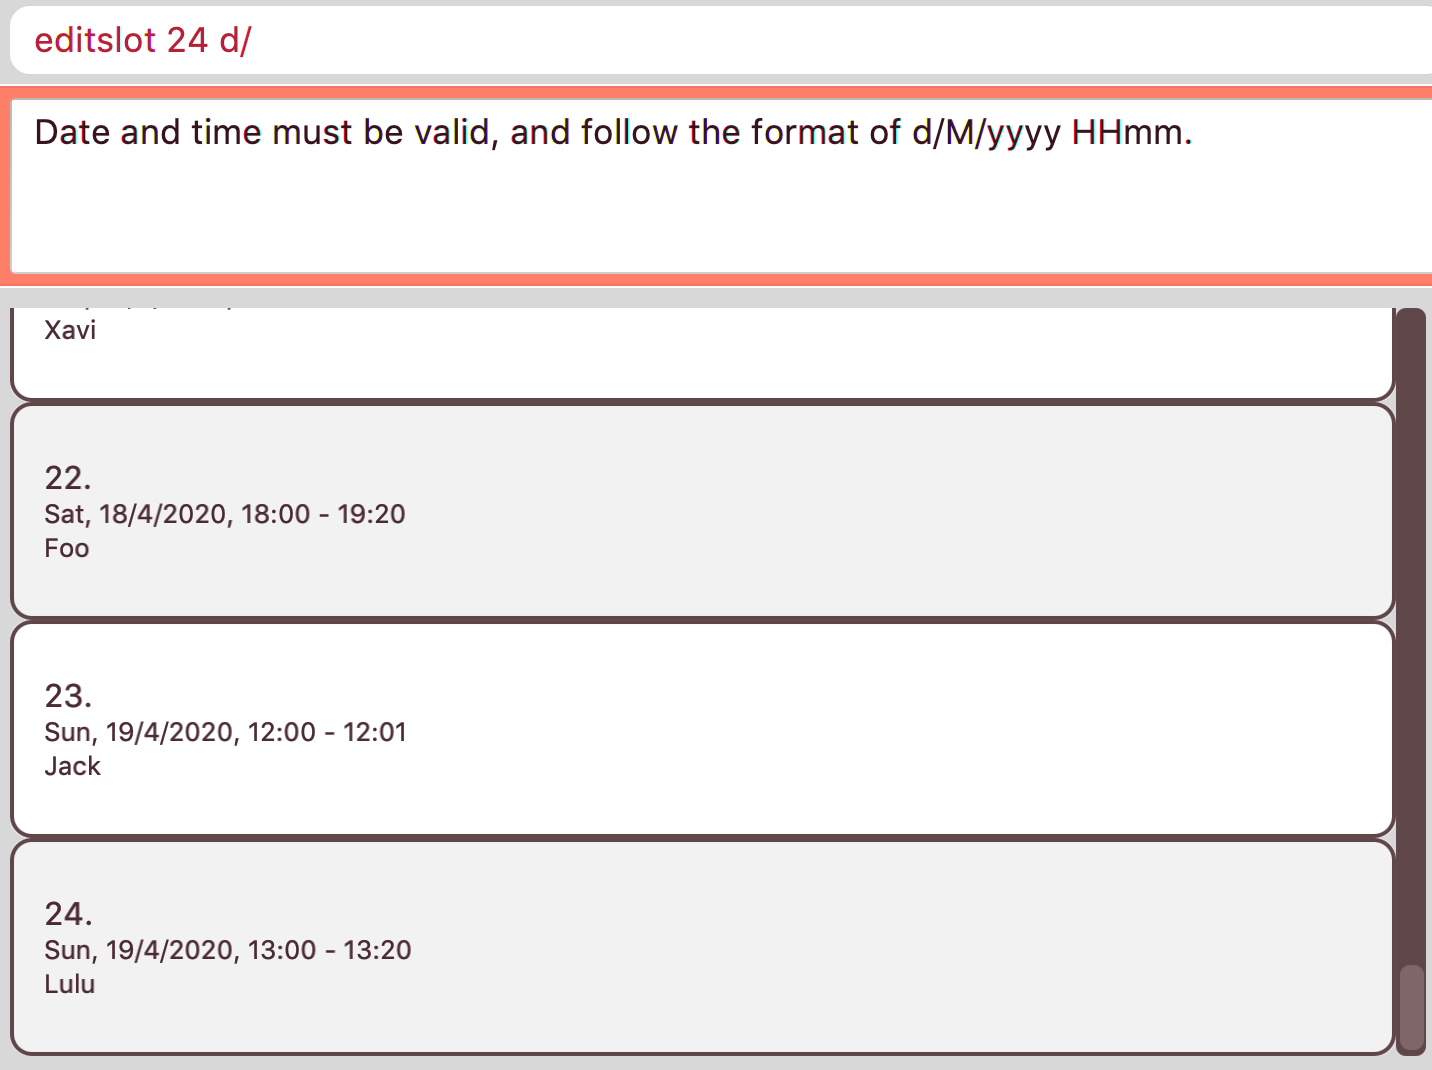 editslot 24 d/
Date and time must be valid, and follow the format of d/M/yyyy HHmm.
Xavi
22.
Sat, 18/4/2020, 18:00 - 19:20
Foo
23.
Sun, 19/4/2020, 12:00 - 12:01
Jack
24.
Sun, 19/4/2020, 13:00 - 13:20
Lulu